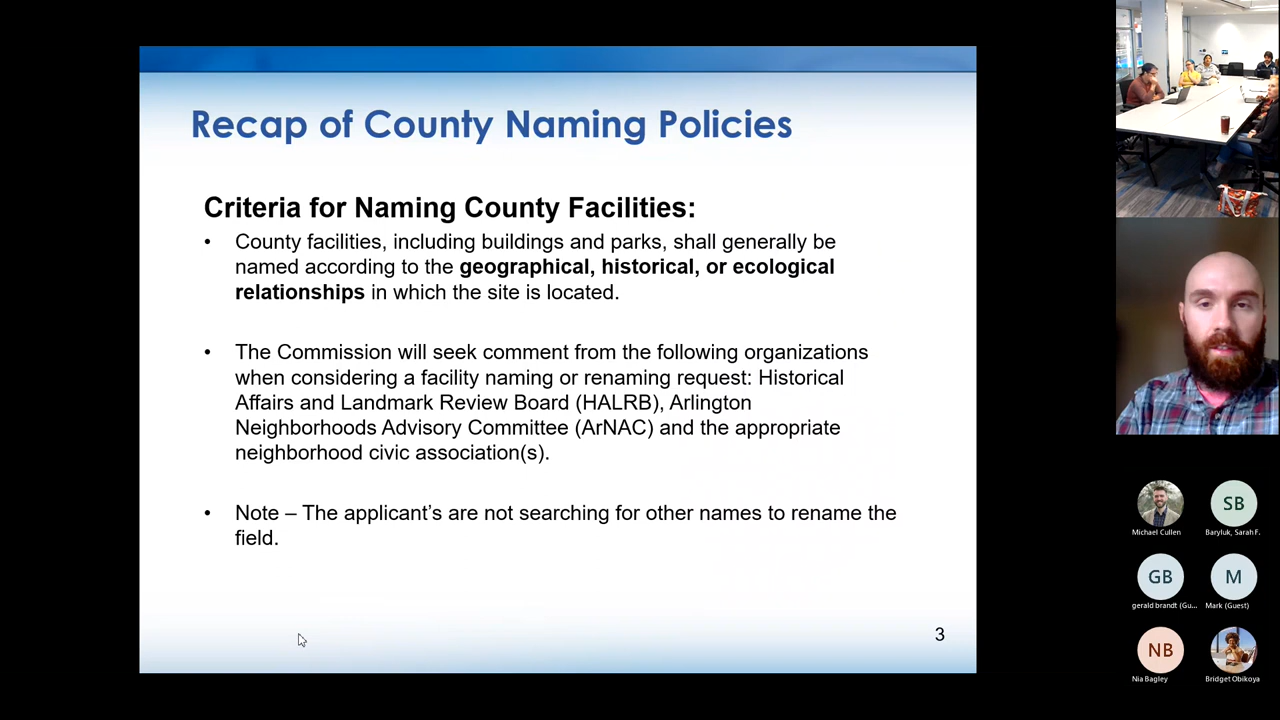 Recap of County Naming Policies
Criteria for Naming County Facilities:
• County facilities, including buildings and parks, shall generally be
named according to the geographical, historical, or ecological
relationships in which the site is located.
• The Commission will seek comment from the following organizations
when considering a facility naming or renaming request: Historical
Affairs and Landmark Review Board (HALRB), Arlington
Neighborhoods Advisory Committee (ArNAC) and the appropriate
neighborhood civic association(s).
• Note – The applicant’s are not searching for other names to rename the
field.
3
SB
Michael Cullen
Baryluk, Sarah F.
GB
M
gerald brandt (Gu...
Mark (Guest)
NB
Nia Bagley
Bridget Obikoya